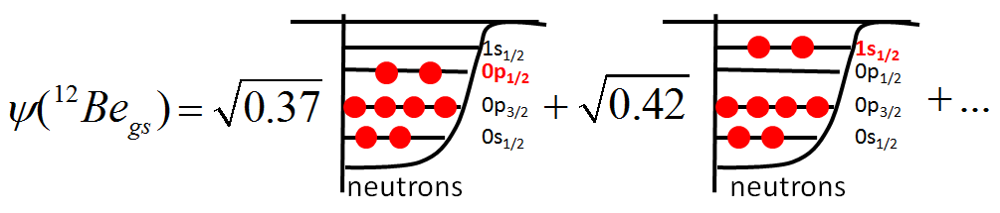 ψ(¹²Be_gs) = √0.37 + √0.42 + ...
1s₁/₂
0p₁/₂
0p₃/₂
0s₁/₂
neutrons
1s₁/₂
0p₁/₂
0p₃/₂
0s₁/₂
neutrons